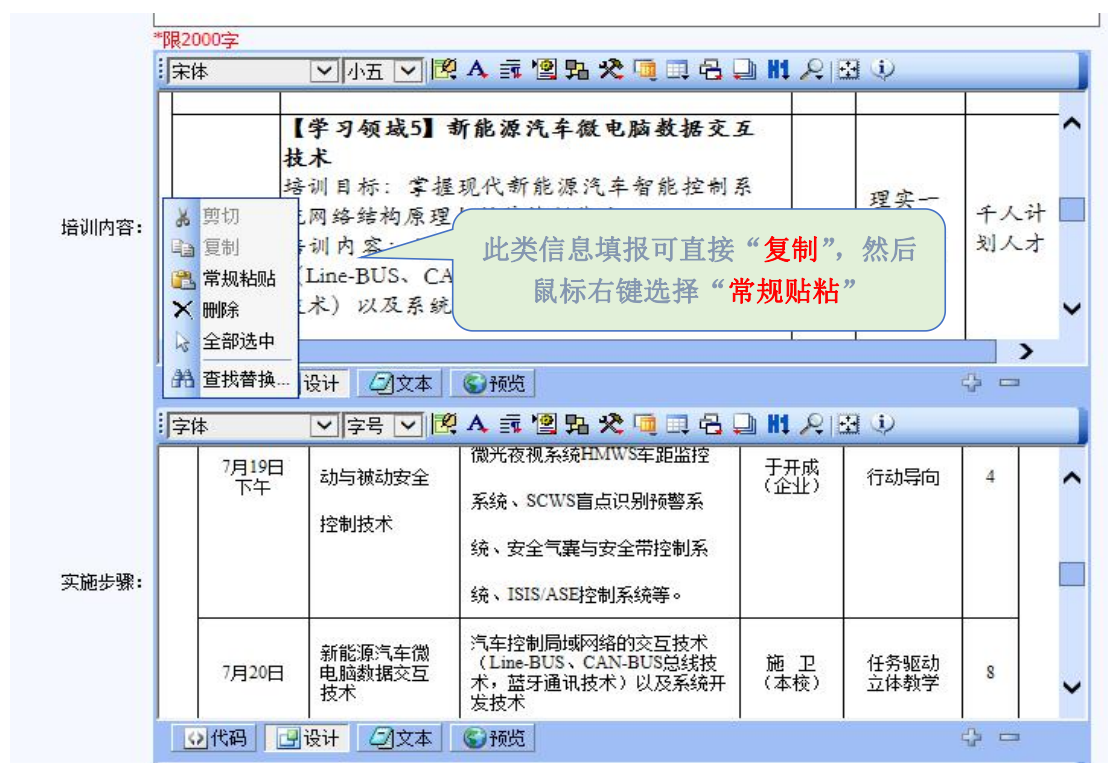 *限2000字
宋体 小五
培训内容：
【学习领域5】新能源汽车微电脑数据交互
技术
培训目标：掌握现代新能源汽车智能控制系
网络结构原理
训内容：
（Line-BUS、CA
术）以及系统
理实一
千人计
划人才
剪切
复制
常规粘贴
删除
全部选中
查找替换...
此类信息填报可直接“复制”，然后
鼠标右键选择“常规贴粘”
设计 文本 预览
字体 字号
实施步骤：
7月19日
下午
动与被动安全
控制技术
微光夜视系统HMWS车距监控
系统、SCWS盲点识别预警系
统、安全气囊与安全带控制系
统、ISIS/ASE控制系统等。
于开成
（企业）
行动导向
4
7月20日
新能源汽车微
电脑数据交互
技术
汽车控制局域网络的交互技术
（Line-BUS、CAN-BUS总线技
术，蓝牙通讯技术）以及系统开
发技术
施 卫
（本校）
任务驱动
立体教学
8
代码 设计 文本 预览